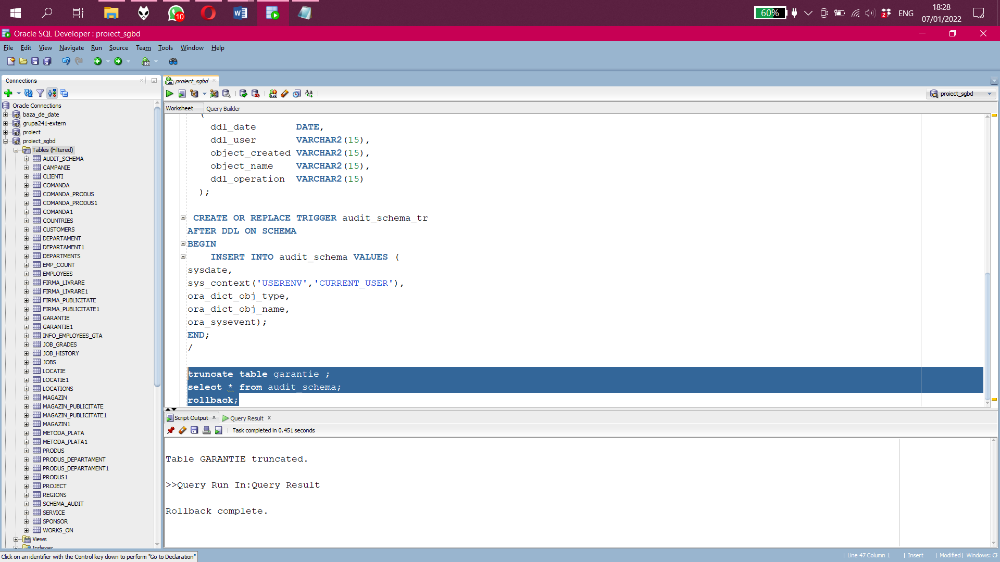 10
60%
2
ENG
18:28
07/01/2022
Oracle SQL Developer : proiect_sgbd
File Edit View Navigate Run Source Team Tools Window Help
Connections
proiect_sgbd
proiect_sgbd
Worksheet
Query Builder
Oracle Connections
baza_de_date
grupa241-extern
proiect
proiect_sgbd
Tables (Filtered)
AUDIT_SCHEMA
CAMPANIE
CLIENTI
COMANDA
COMANDA_PRODUS
COMANDA_PRODUS1
COMANDA1
COUNTRIES
CUSTOMERS
DEPARTAMENT
DEPARTAMENT1
DEPARTMENTS
EMP_COUNT
EMPLOYEES
FIRMA_LIVRARE
FIRMA_LIVRARE1
FIRMA_PUBLICITATE
FIRMA_PUBLICITATE1
GARANTIE
GARANTIE1
INFO_EMPLOYEES_GTA
JOB_GRADES
JOB_HISTORY
JOBS
LOCATIE
LOCATIE1
LOCATIONS
MAGAZIN
MAGAZIN_PUBLICITATE
MAGAZIN_PUBLICITATE1
MAGAZIN1
METODA_PLATA
METODA_PLATA1
PRODUS
PRODUS_DEPARTAMENT
PRODUS_DEPARTAMENT1
PRODUS1
PROJECT
REGIONS
SCHEMA_AUDIT
SERVICE
SPONSOR
WORKS_ON
Views
Indexes
(
ddl_date DATE,
ddl_user VARCHAR2(15),
object_created VARCHAR2(15),
object_name VARCHAR2(15),
ddl_operation VARCHAR2(15)
);
CREATE OR REPLACE TRIGGER audit_schema_tr
AFTER DDL ON SCHEMA
BEGIN
INSERT INTO audit_schema VALUES (
sysdate,
sys_context('USERENV','CURRENT_USER'),
ora_dict_obj_type,
ora_dict_obj_name,
ora_sysevent);
END;
/
truncate table garantie ;
select * from audit_schema;
rollback;
Script Output x
Query Result x
Task completed in 0.451 seconds
Table GARANTIE truncated.
>>Query Run In:Query Result
Rollback complete.
Click on an identifier with the Control key down to perform "Go to Declaration"
Line 47 Column 1 | Insert | Modified | Windows: CF